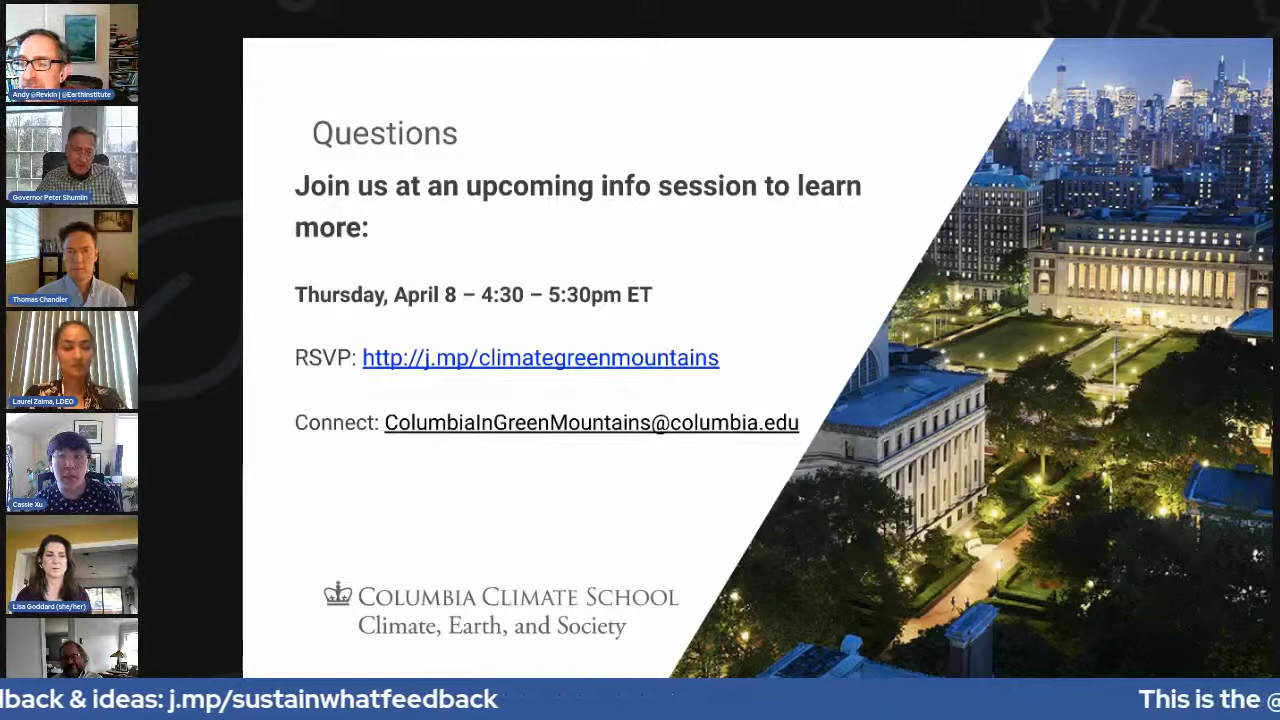 Andy @Revkin | @EarthInstitute
Governor Peter Shumlin
Thomas Chandler
Laurel Zaima, LDEO
Cassie Xu
Lisa Goddard (she/her)
Questions
Join us at an upcoming info session to learn
more:
Thursday, April 8 – 4:30 – 5:30pm ET
RSVP: http://j.mp/climategreenmountains
Connect: ColumbiaInGreenMountains@columbia.edu
COLUMBIA CLIMATE SCHOOL
Climate, Earth, and Society
dback & ideas: j.mp/sustainwhatfeedback
This is the @